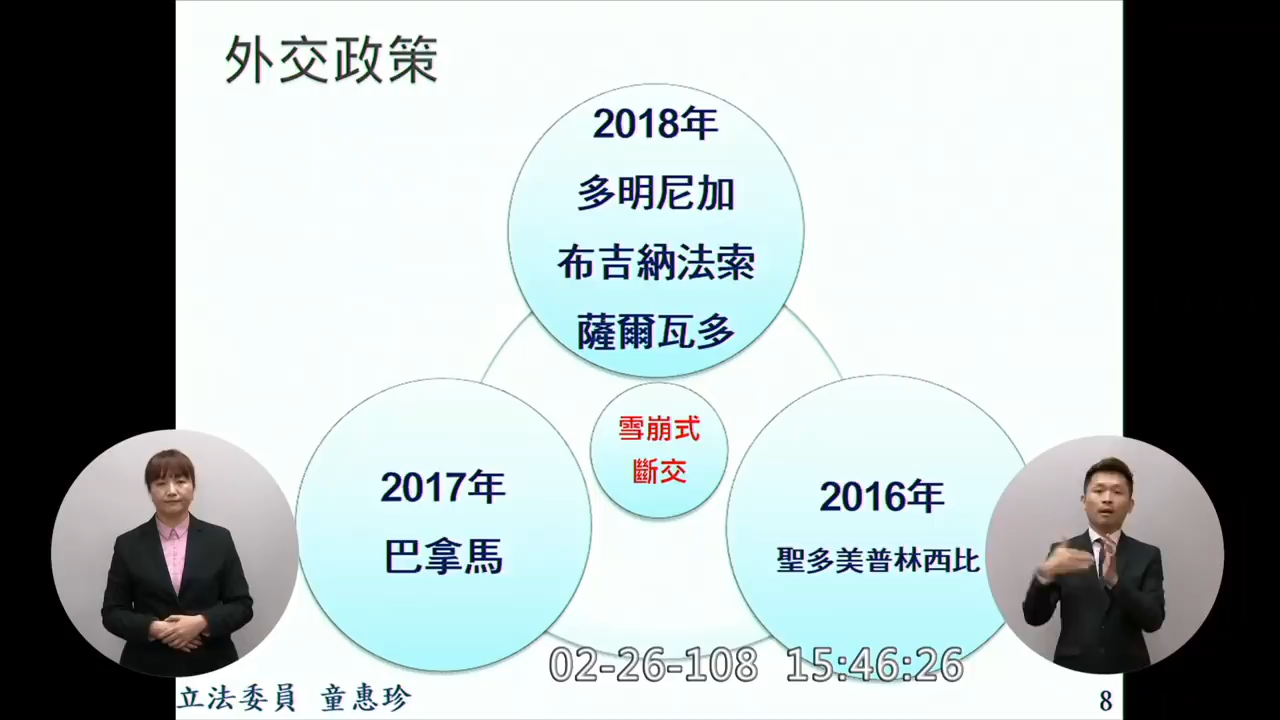 外交政策
2018年
多明尼加
布吉納法索
薩爾瓦多
雪崩式
斷交
2017年
巴拿馬
2016年
聖多美普林西比
02-26-108 15:46:26
立法委員 童惠珍
8